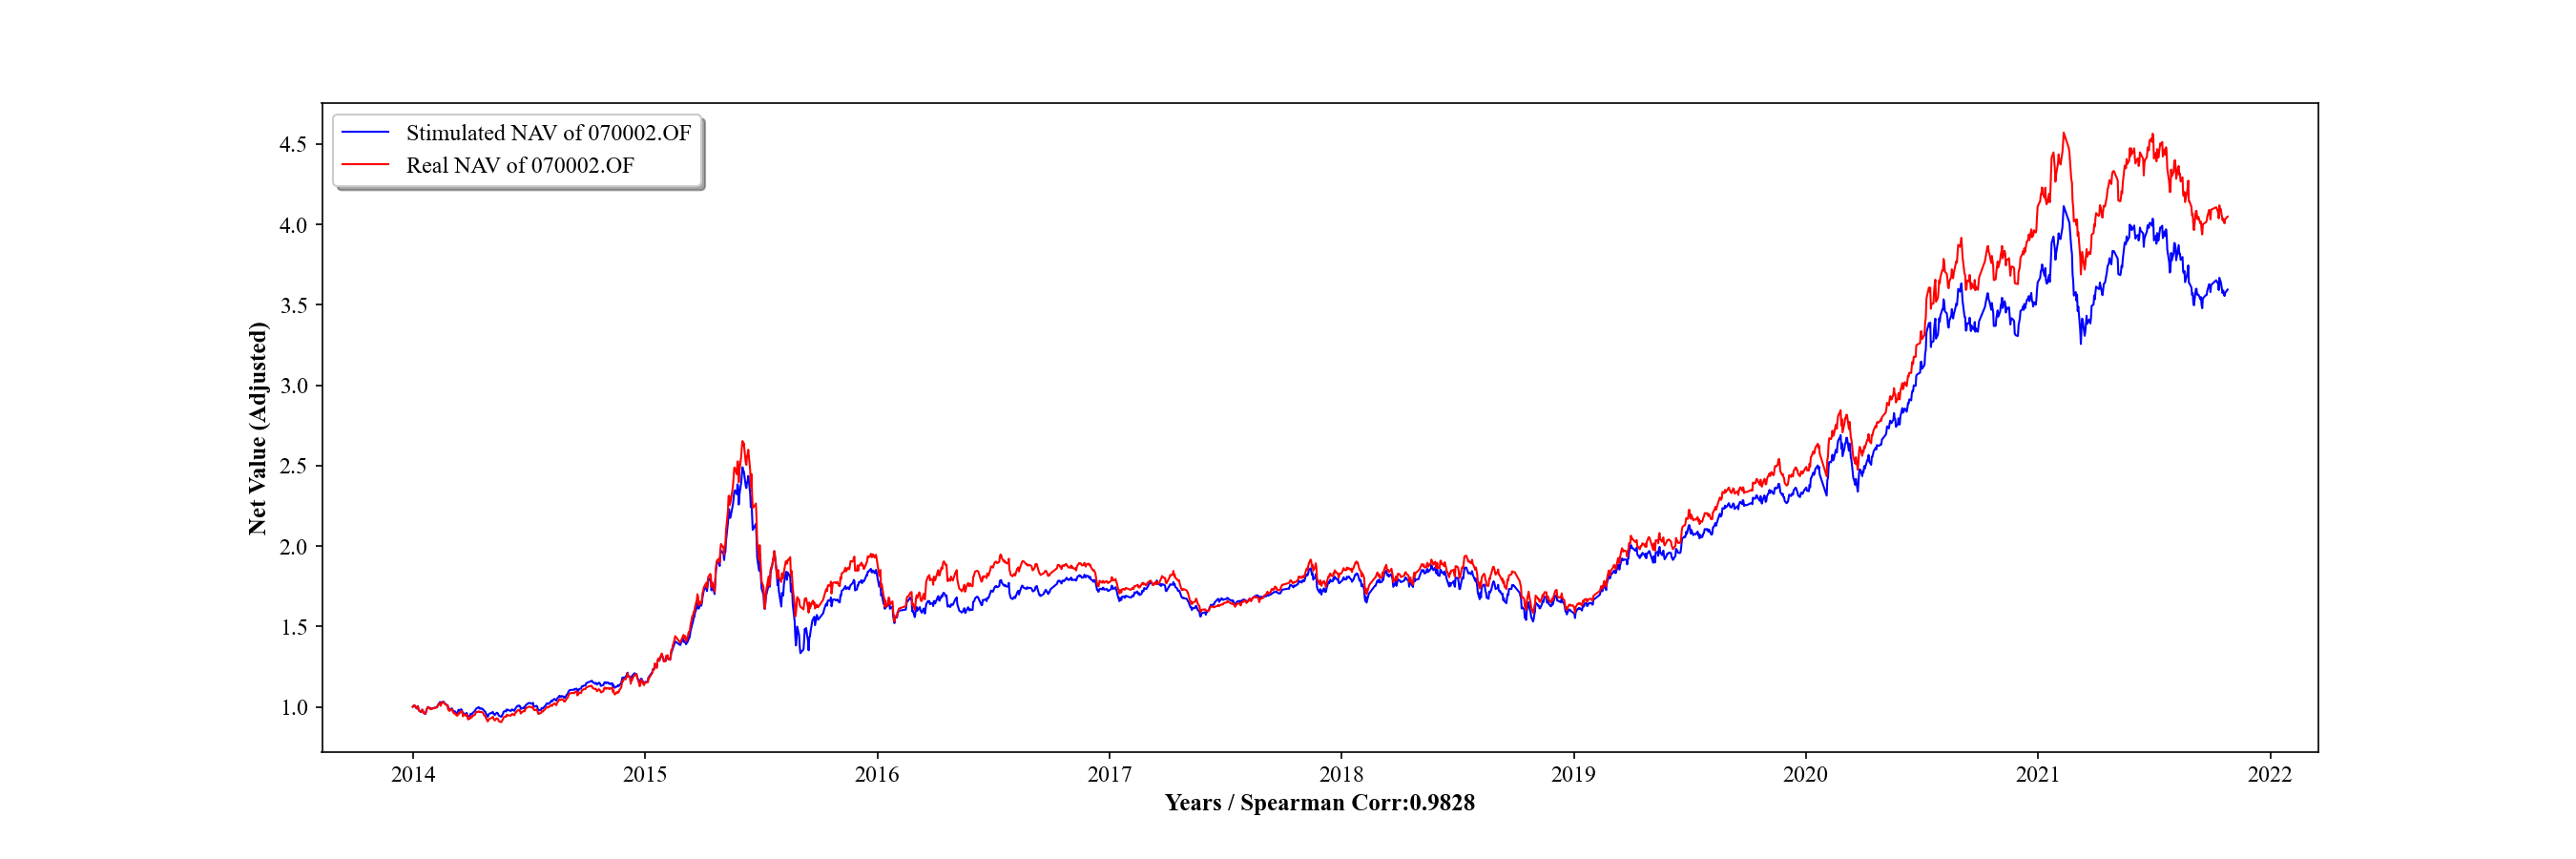 Stimulated NAV of 070002.OF
Real NAV of 070002.OF
Net Value (Adjusted)
4.5
4.0
3.5
3.0
2.5
2.0
1.5
1.0
2014 2015 2016 2017 2018 2019 2020 2021 2022
Years / Spearman Corr:0.9828